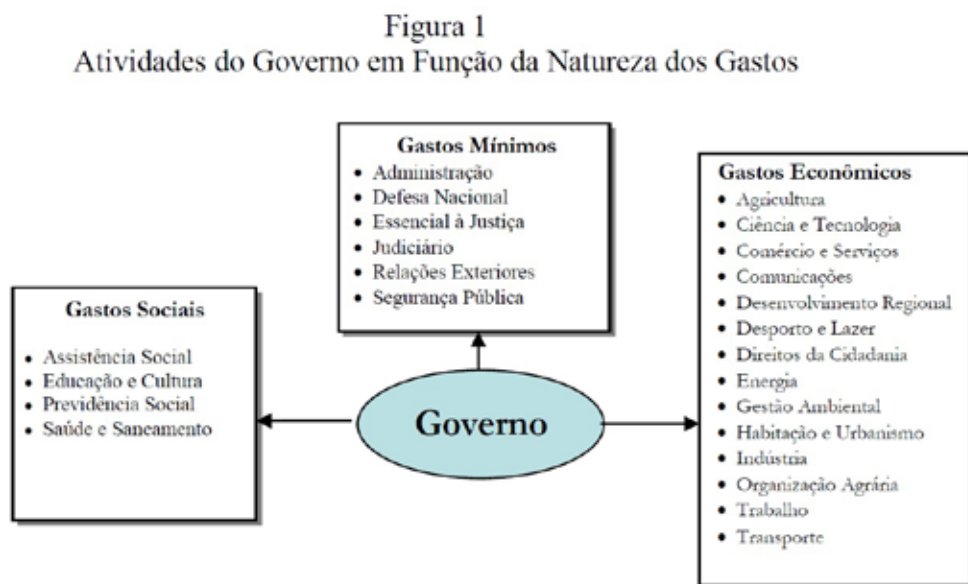 Figura 1
Atividades do Governo em Função da Natureza dos Gastos
Gastos Mínimos
• Administração
• Defesa Nacional
• Essencial à Justiça
• Judiciário
• Relações Exteriores
• Segurança Pública
Gastos Sociais
• Assistência Social
• Educação e Cultura
• Previdência Social
• Saúde e Saneamento
Governo
Gastos Econômicos
• Agricultura
• Ciência e Tecnologia
• Comércio e Serviços
• Comunicações
• Desenvolvimento Regional
• Desporto e Lazer
• Direitos da Cidadania
• Energia
• Gestão Ambiental
• Habitação e Urbanismo
• Indústria
• Organização Agrária
• Trabalho
• Transporte